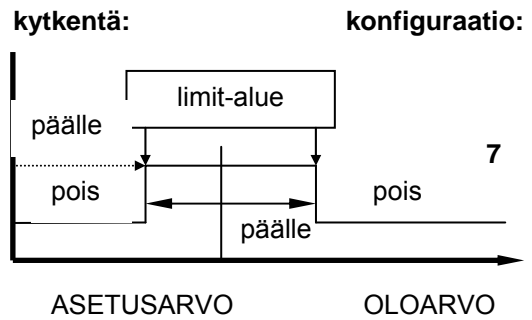 kytkentä: konfiguraatio:
limit-alue
päälle
7
pois pois
päälle
ASETUSARVO OLOARVO